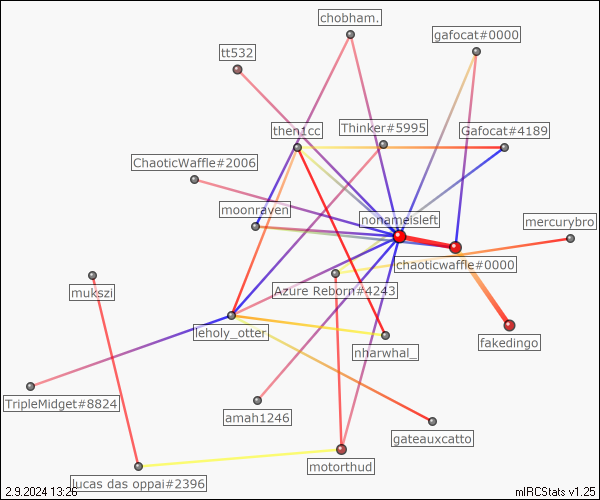 chobham.
gafocat#0000
tt532
then1cc
Thinker#5995
Gafocat#4189
ChaoticWaffle#2006
moonraven
nonameisleft
mercurybro
chaoticwaffle#0000
mukszi
Azure Reborn#4243
leholy_otter
fakedingo
nharwhal_
TripleMidget#8824
amah1246
gateauxcatto
motorthud
lucas das oppai#2396
2.9.2024 13:26
mIRCStats v1.25